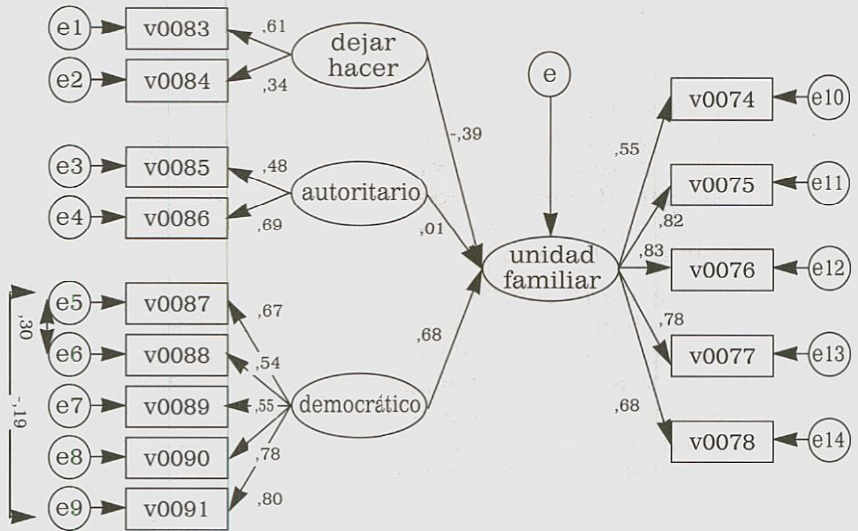 e1
v0083
,61
dejar
hacer
e2
v0084
,34
e
v0074
e10
-,39
,55
e3
v0085
,48
autoritario
v0075
e11
e4
v0086
,69
,01
,82
unidad
familiar
,83
v0076
e12
e5
v0087
,67
,30
,68
,78
v0077
e13
e6
v0088
,54
e7
v0089
,55
democrático
-,19
,68
v0078
e14
e8
v0090
,78
e9
v0091
,80